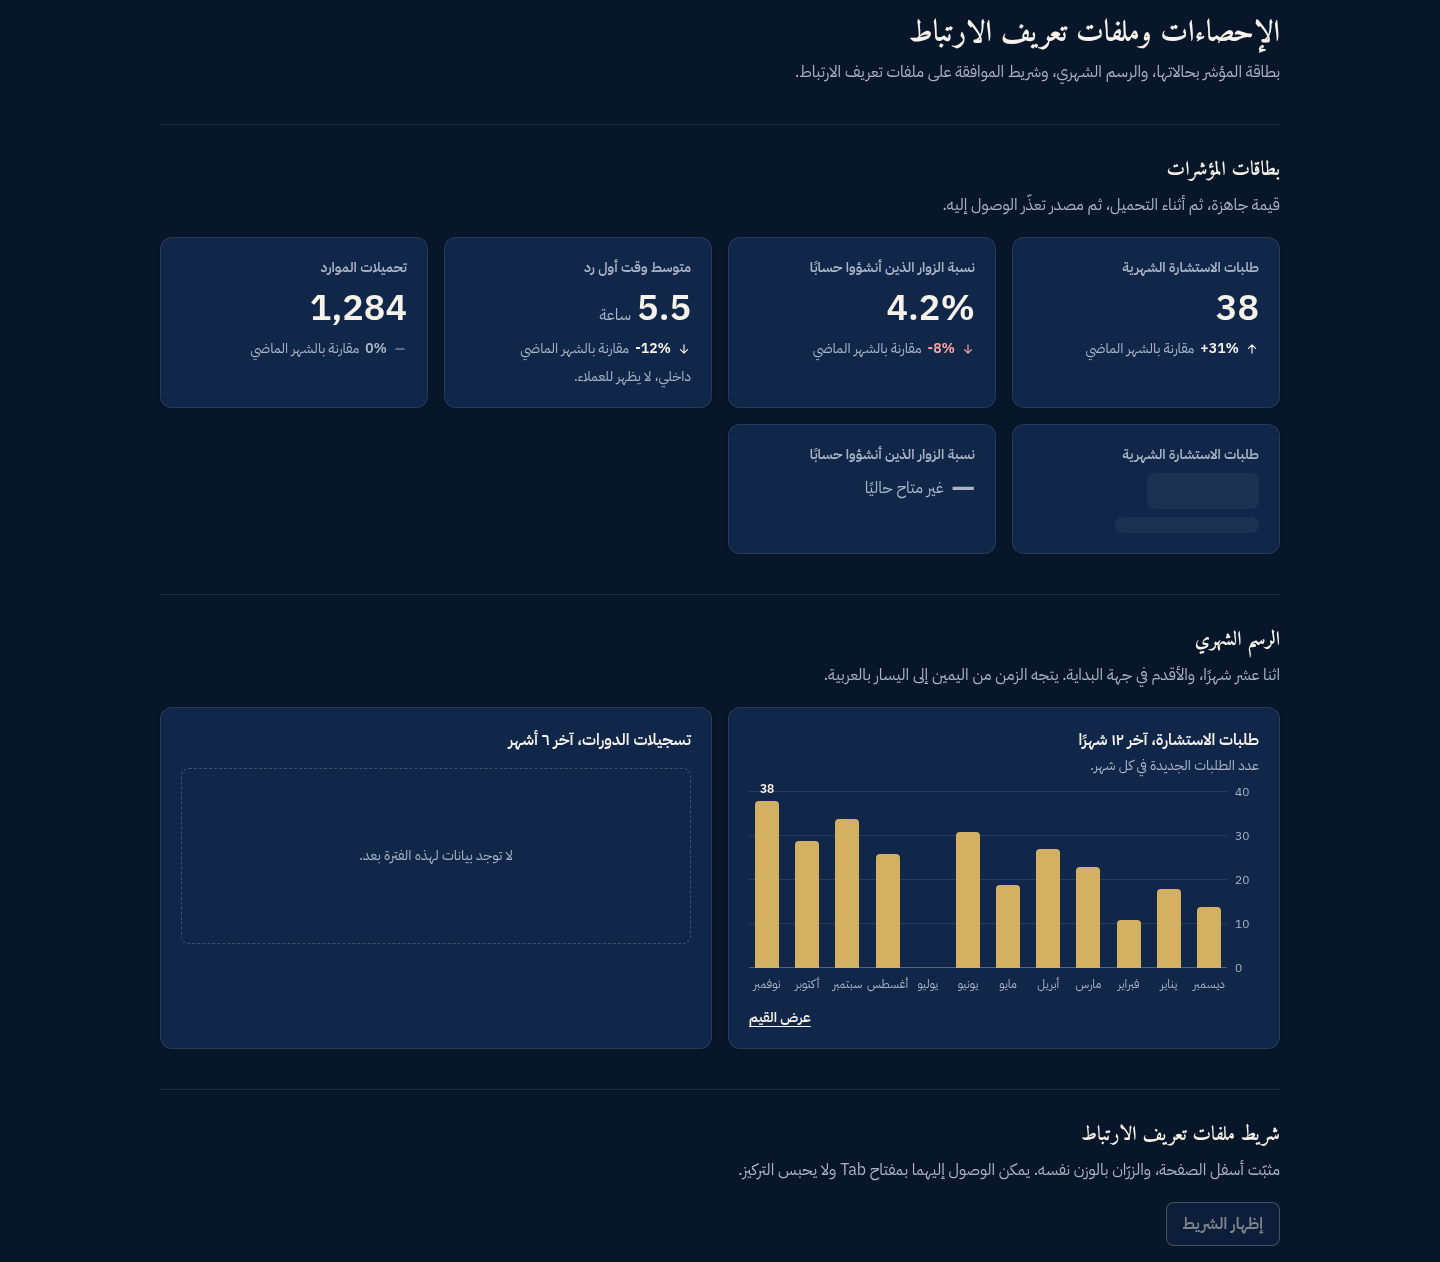 الإحصاءات وملفات تعريف الارتباط
بطاقة المؤشر بحالاتها، والرسم الشهري، وشريط الموافقة على ملفات تعريف الارتباط.
بطاقات المؤشرات
قيمة جاهزة، ثم أثناء التحميل، ثم مصدر تعذّر الوصول إليه.
طلبات الاستشارة الشهرية
38
↑ +31% مقارنة بالشهر الماضي
نسبة الزوار الذين أنشؤوا حسابًا
4.2%
↓ -8% مقارنة بالشهر الماضي
متوسط وقت أول رد
5.5 ساعة
↓ -12% مقارنة بالشهر الماضي
داخلي، لا يظهر للعملاء.
تحميلات الموارد
1,284
— 0% مقارنة بالشهر الماضي
طلبات الاستشارة الشهرية
نسبة الزوار الذين أنشؤوا حسابًا
— غير متاح حاليًا
الرسم الشهري
اثنا عشر شهرًا، والأقدم في جهة البداية. يتجه الزمن من اليمين إلى اليسار بالعربية.
طلبات الاستشارة، آخر ١٢ شهرًا
عدد الطلبات الجديدة في كل شهر.
40
30
20
10
0
38
ديسمبر يناير فبراير مارس أبريل مايو يونيو يوليو أغسطس سبتمبر أكتوبر نوفمبر
عرض القيم
تسجيلات الدورات، آخر ٦ أشهر
لا توجد بيانات لهذه الفترة بعد.
شريط ملفات تعريف الارتباط
مثبّت أسفل الصفحة، والزرّان بالوزن نفسه. يمكن الوصول إليهما بمفتاح Tab ولا يحبس التركيز.
إظهار الشريط